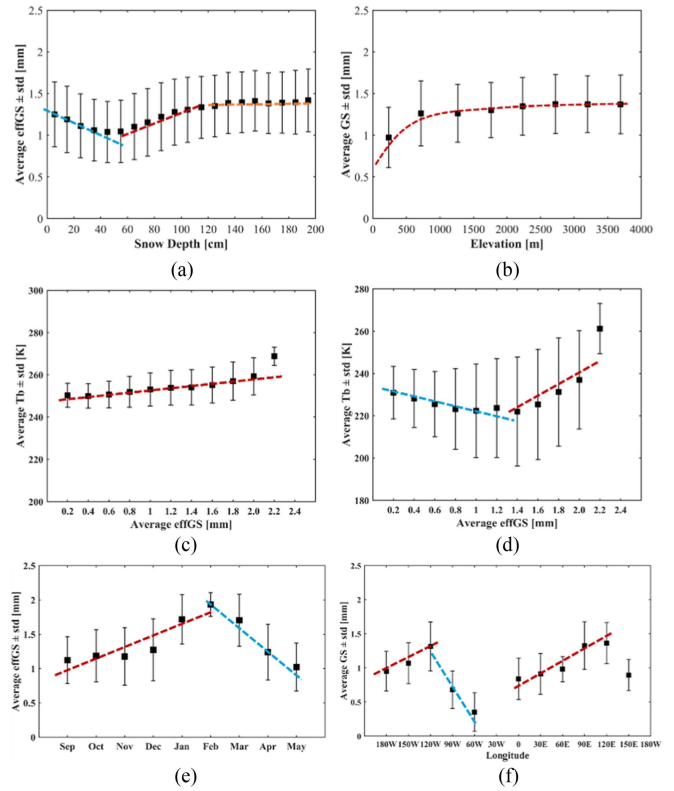 Average effGS ± std [mm]
2.5
2
1.5
1
0.5
0
0 20 40 60 80 100 120 140 160 180 200
Snow Depth [cm]
(a)
Average GS ± std [mm]
2.5
2
1.5
1
0.5
0
0 500 1000 1500 2000 2500 3000 3500 4000
Elevation [m]
(b)
Average Tb ± std [K]
300
280
260
240
220
200
0.2 0.4 0.6 0.8 1 1.2 1.4 1.6 1.8 2.0 2.2 2.4
Average effGS [mm]
(c)
Average Tb ± std [K]
280
260
240
220
200
180
0.2 0.4 0.6 0.8 1.0 1.2 1.4 1.6 1.8 2.0 2.2 2.4
Average effGS [mm]
(d)
Average effGS ± std [mm]
2.5
2
1.5
1
0.5
0
Sep Oct Nov Dec Jan Feb Mar Apr May
(e)
Average GS ± std [mm]
2.5
2
1.5
1
0.5
0
180W 150W 120W 90W 60W 0 30E 60E 90E 120E 150E 180W
Longitude
(f)